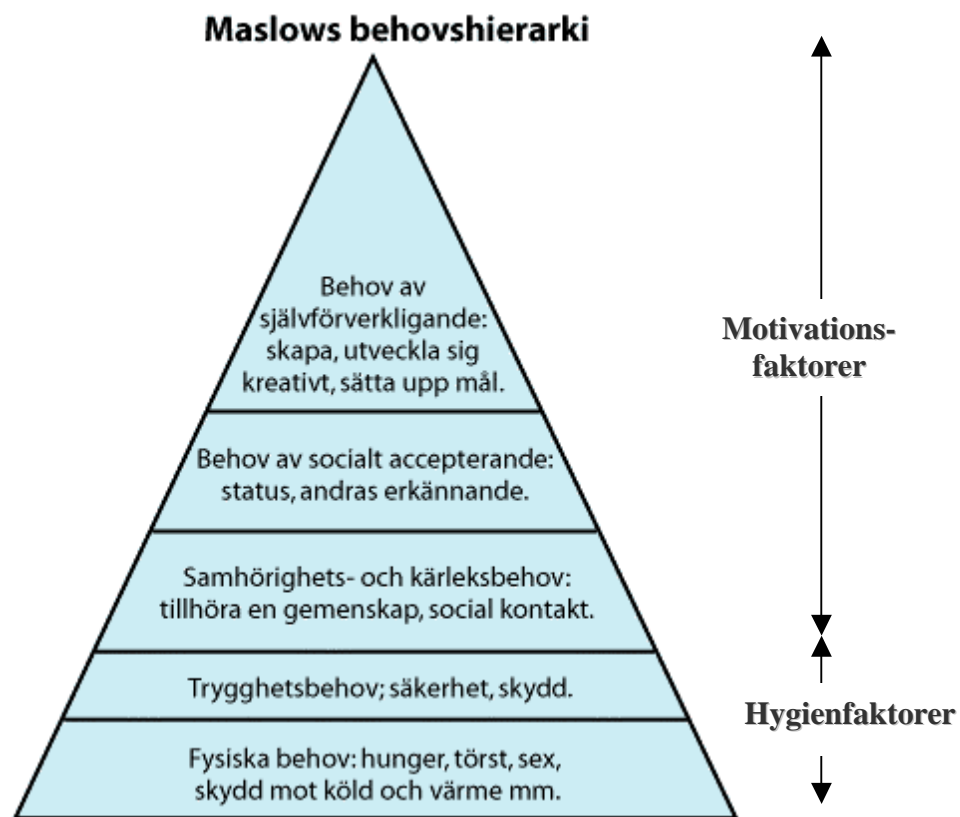 Maslows behovshierarki
Behov av
självförverkligande:
skapa, utveckla sig
kreativt, sätta upp mål.
Behov av socialt accepterande:
status, andras erkännande.
Samhörighets- och kärleksbehov:
tillhöra en gemenskap, social kontakt.
Trygghetsbehov; säkerhet, skydd.
Fysiska behov: hunger, törst, sex,
skydd mot köld och värme mm.
Motivations-
faktorer
Hygienfaktorer